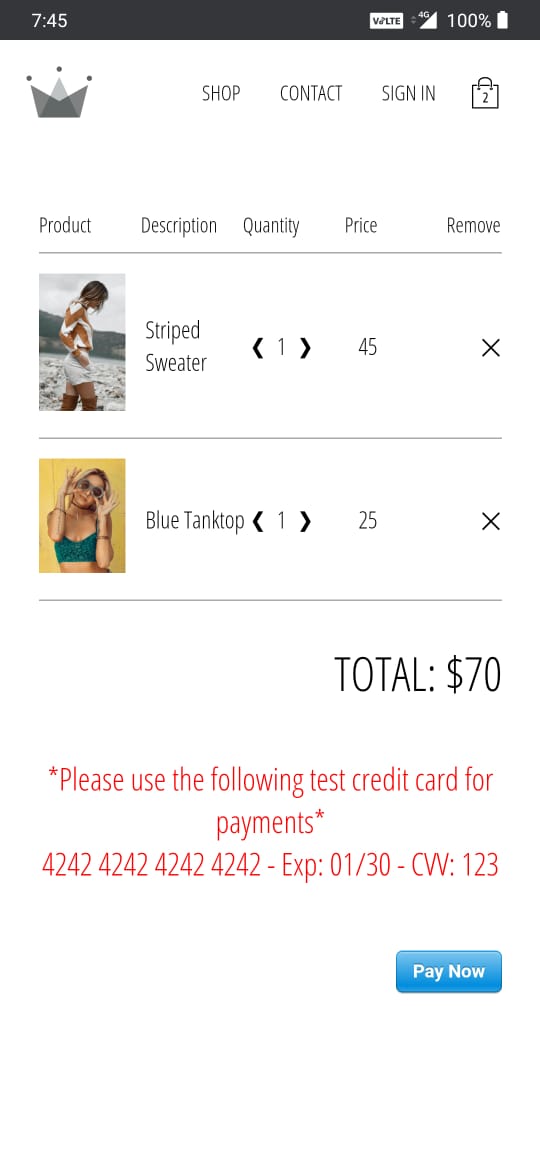 7:45 VoLTE 4G 100%
SHOP CONTACT SIGN IN 2
Product Description Quantity Price Remove
Striped
Sweater
❮ 1 ❯ 45 ✕
Blue Tanktop ❮ 1 ❯ 25 ✕
TOTAL: $70
*Please use the following test credit card for
payments*
4242 4242 4242 4242 - Exp: 01/30 - CVV: 123
Pay Now